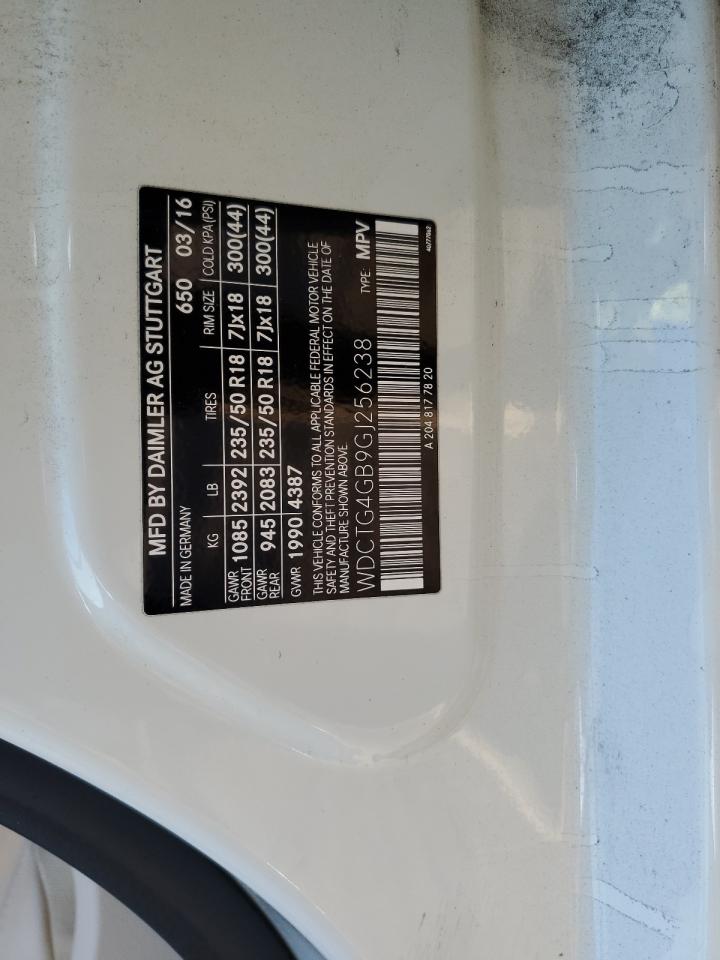 MFD BY DAIMLER AG STUTTGART
MADE IN GERMANY 650 03/16
KG LB TIRES RIM SIZE COLD KPA(PSI)
GAWR FRONT 1085 2392 235/50 R18 7Jx18 300(44)
GAWR REAR 945 2083 235/50 R18 7Jx18 300(44)
GVWR 1990 4387
THIS VEHICLE CONFORMS TO ALL APPLICABLE FEDERAL MOTOR VEHICLE
SAFETY AND THEFT PREVENTION STANDARDS IN EFFECT ON THE DATE OF
MANUFACTURE SHOWN ABOVE.
WDCTG4GB9GJ256238 TYPE: MPV
A 204 817 78 20